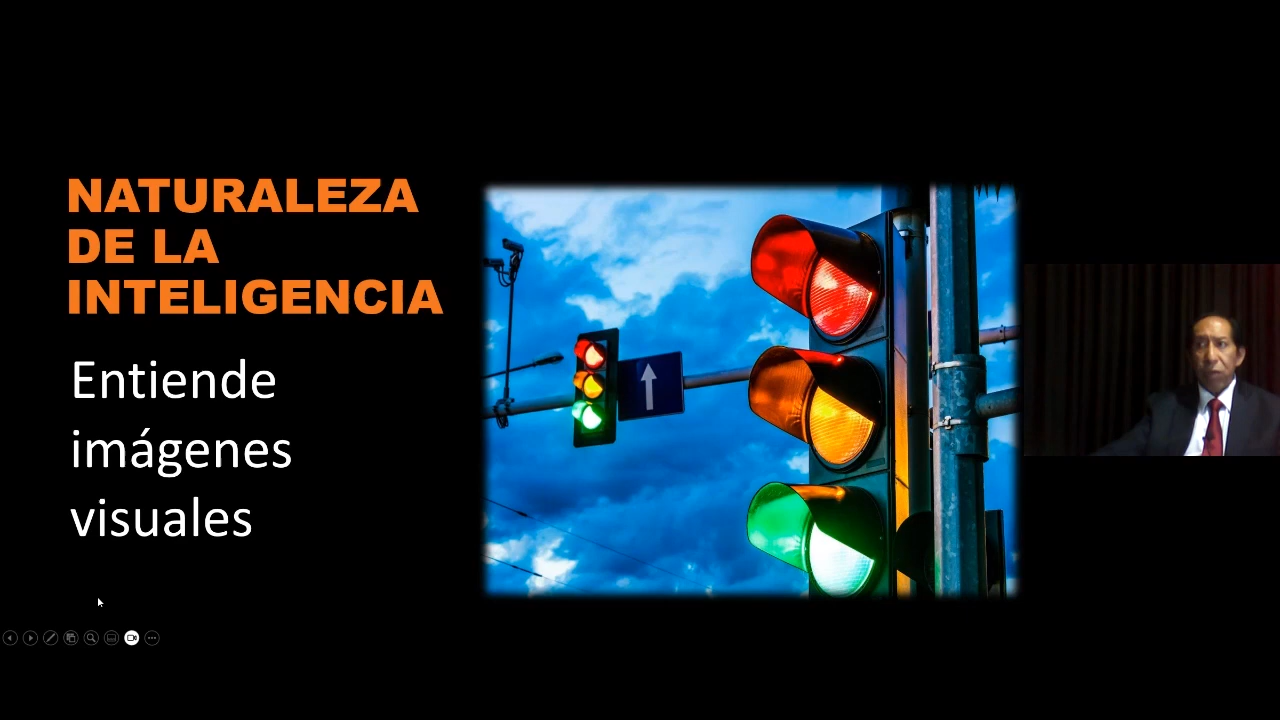 NATURALEZA
DE LA
INTELIGENCIA
Entiende
imágenes
visuales